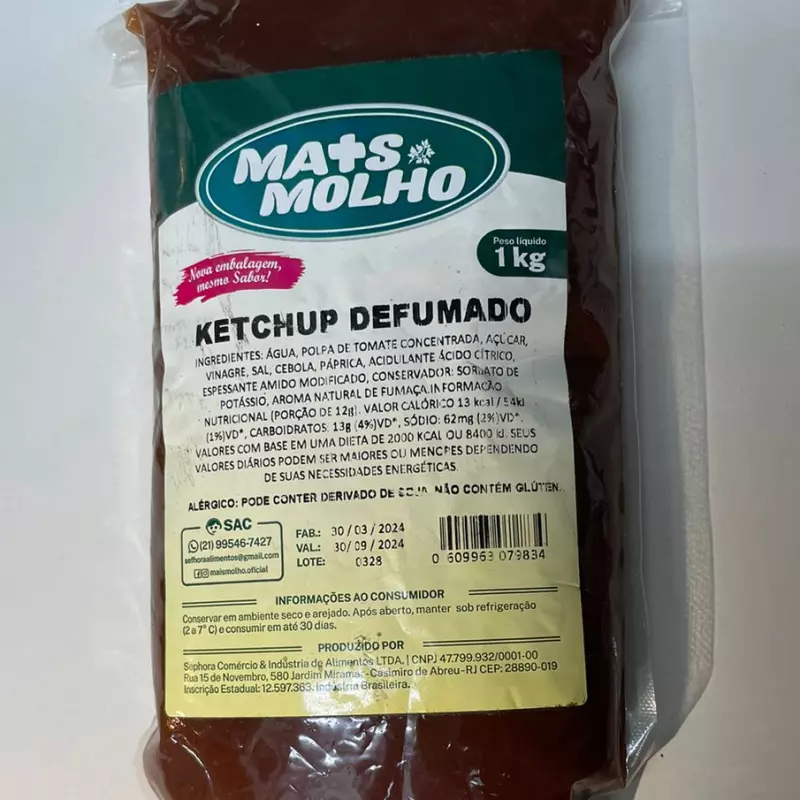 MA+S
MOLHO
Peso líquido
1 kg
Nova embalagem,
mesmo Sabor!
KETCHUP DEFUMADO
INGREDIENTES: ÁGUA, POLPA DE TOMATE CONCENTRADA, AÇÚCAR,
VINAGRE, SAL, CEBOLA, PÁPRICA, ACIDULANTE ÁCIDO CÍTRICO,
ESPESSANTE AMIDO MODIFICADO, CONSERVADOR: SORBATO DE
POTÁSSIO, AROMA NATURAL DE FUMAÇA.INFORMACÃO
NUTRICIONAL (PORÇÃO DE 12g). VALOR CALÓRICO 13 kcal / 54kJ
(1%)VD*, CARBOIDRATOS: 13g (4%)VD*, SÓDIO: 62mg (2%)VD*.
VALORES COM BASE EM UMA DIETA DE 2000 KCAL OU 8400 kJ. SEUS
VALORES DIÁRIOS PODEM SER MAIORES OU MENORES DEPENDENDO
DE SUAS NECESSIDADES ENERGÉTICAS.
ALÉRGICO: PODE CONTER DERIVADO DE SOJA. NÃO CONTÉM GLÚTEN.
SAC
(21) 99546-7427
sefhoraalimentos@gmail.com
maismolho.oficial
FAB.: 30/03/2024
VAL.: 30/09/2024
LOTE: 0328
0 609963 079834
INFORMAÇÕES AO CONSUMIDOR
Conservar em ambiente seco e arejado. Após aberto, manter sob refrigeração
(2 a 7° C) e consumir em até 30 dias.
PRODUZIDO POR
Sephora Comércio & Indústria de Alimentos LTDA. | CNPJ 47.799.932/0001-00
Rua 15 de Novembro, 580 Jardim Miramar - Casimiro de Abreu - RJ CEP: 28890-019
Inscrição Estadual: 12.597.363. Indústria Brasileira.